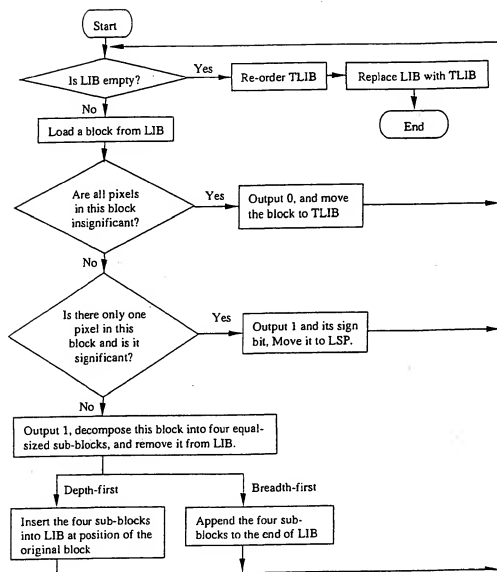 Start
Is LIB empty?
Yes
Re-order TLIB
Replace LIB with TLIB
No
End
Load a block from LIB
Are all pixels
in this block
insignificant?
Yes
Output 0, and move
the block to TLIB
No
Is there only one
pixel in this
block and is it
significant?
Yes
Output 1 and its sign
bit, Move it to LSP.
No
Output 1, decompose this block into four equal-
sized sub-blocks, and remove it from LIB.
Depth-first
Breadth-first
Insert the four sub-blocks
into LIB at position of the
original block
Append the four sub-
blocks to the end of LIB